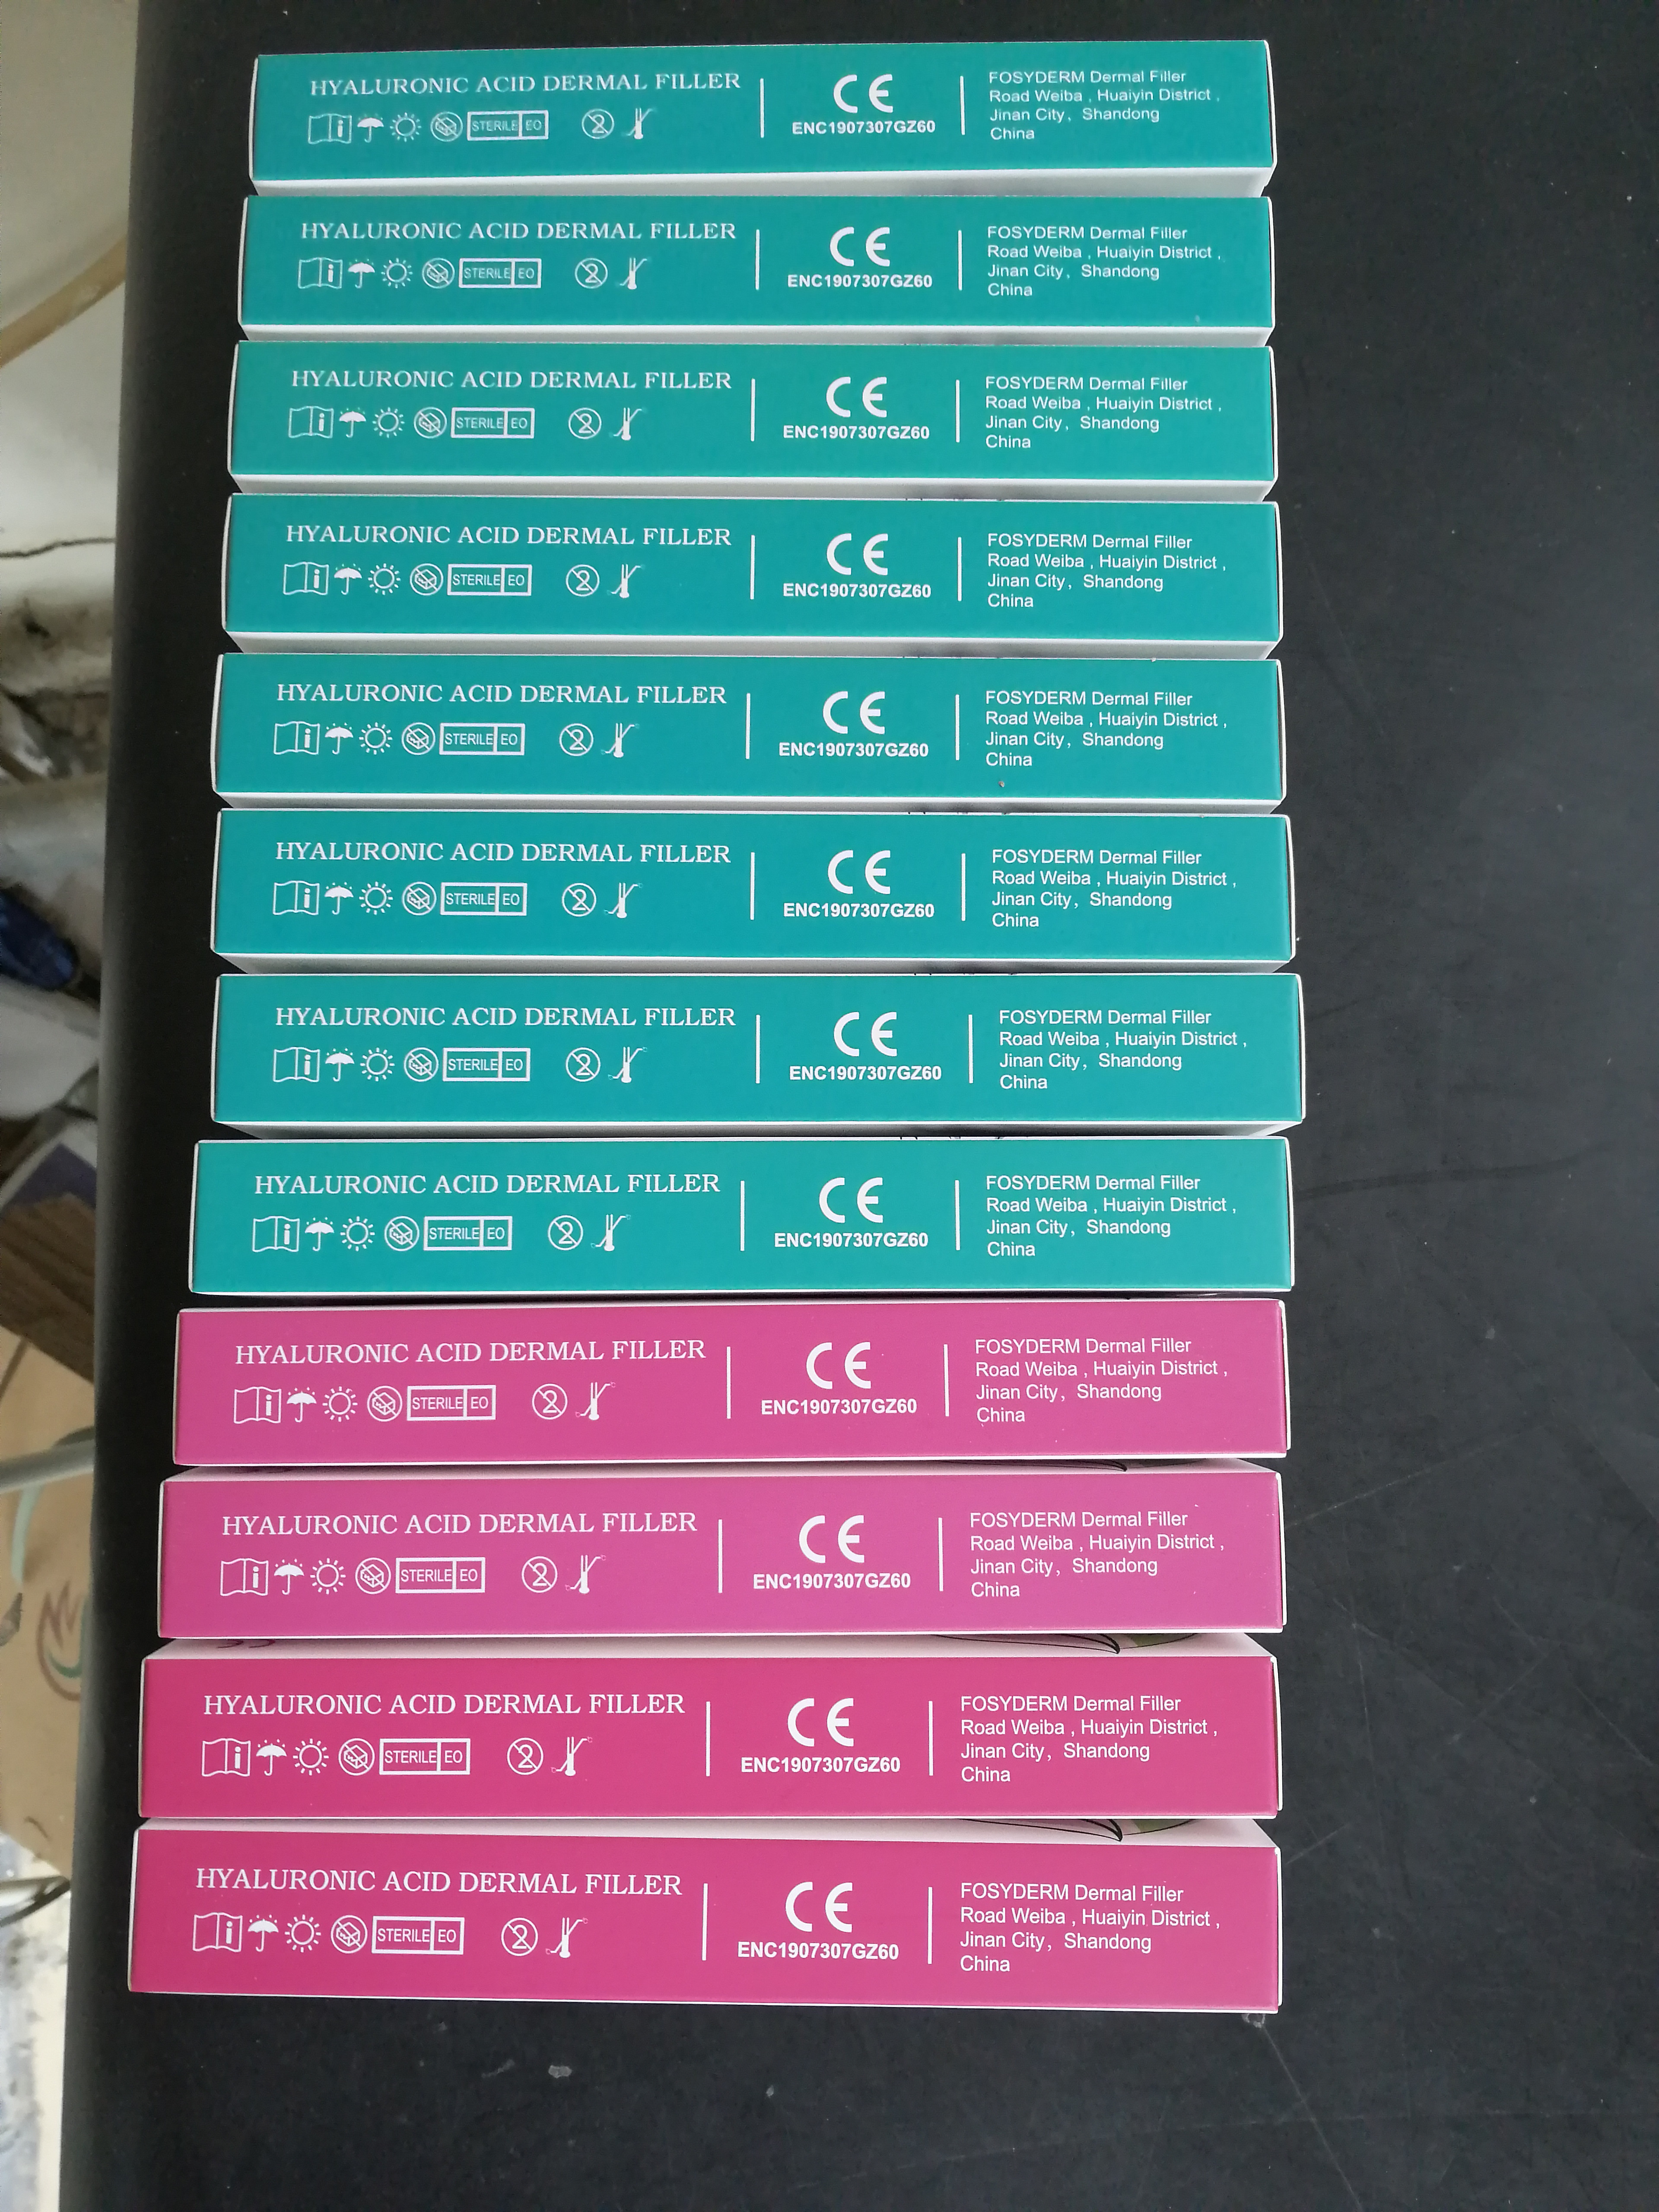 HYALURONIC ACID DERMAL FILLER
STERILE EO
CE
ENC1907307GZ60
FOSYDERM Dermal Filler
Road Weiba , Huaiyin District ,
Jinan City, Shandong
China
HYALURONIC ACID DERMAL FILLER
STERILE EO
CE
ENC1907307GZ60
FOSYDERM Dermal Filler
Road Weiba , Huaiyin District ,
Jinan City, Shandong
China
HYALURONIC ACID DERMAL FILLER
STERILE EO
CE
ENC1907307GZ60
FOSYDERM Dermal Filler
Road Weiba , Huaiyin District ,
Jinan City, Shandong
China
HYALURONIC ACID DERMAL FILLER
STERILE EO
CE
ENC1907307GZ60
FOSYDERM Dermal Filler
Road Weiba , Huaiyin District ,
Jinan City, Shandong
China
HYALURONIC ACID DERMAL FILLER
STERILE EO
CE
ENC1907307GZ60
FOSYDERM Dermal Filler
Road Weiba , Huaiyin District ,
Jinan City, Shandong
China
HYALURONIC ACID DERMAL FILLER
STERILE EO
CE
ENC1907307GZ60
FOSYDERM Dermal Filler
Road Weiba , Huaiyin District ,
Jinan City, Shandong
China
HYALURONIC ACID DERMAL FILLER
STERILE EO
CE
ENC1907307GZ60
FOSYDERM Dermal Filler
Road Weiba , Huaiyin District ,
Jinan City, Shandong
China
HYALURONIC ACID DERMAL FILLER
STERILE EO
CE
ENC1907307GZ60
FOSYDERM Dermal Filler
Road Weiba , Huaiyin District ,
Jinan City, Shandong
China
HYALURONIC ACID DERMAL FILLER
STERILE EO
CE
ENC1907307GZ60
FOSYDERM Dermal Filler
Road Weiba , Huaiyin District ,
Jinan City, Shandong
China
HYALURONIC ACID DERMAL FILLER
STERILE EO
CE
ENC1907307GZ60
FOSYDERM Dermal Filler
Road Weiba , Huaiyin District ,
Jinan City, Shandong
China
HYALURONIC ACID DERMAL FILLER
STERILE EO
CE
ENC1907307GZ60
FOSYDERM Dermal Filler
Road Weiba , Huaiyin District ,
Jinan City, Shandong
China
HYALURONIC ACID DERMAL FILLER
STERILE EO
CE
ENC1907307GZ60
FOSYDERM Dermal Filler
Road Weiba , Huaiyin District ,
Jinan City, Shandong
China